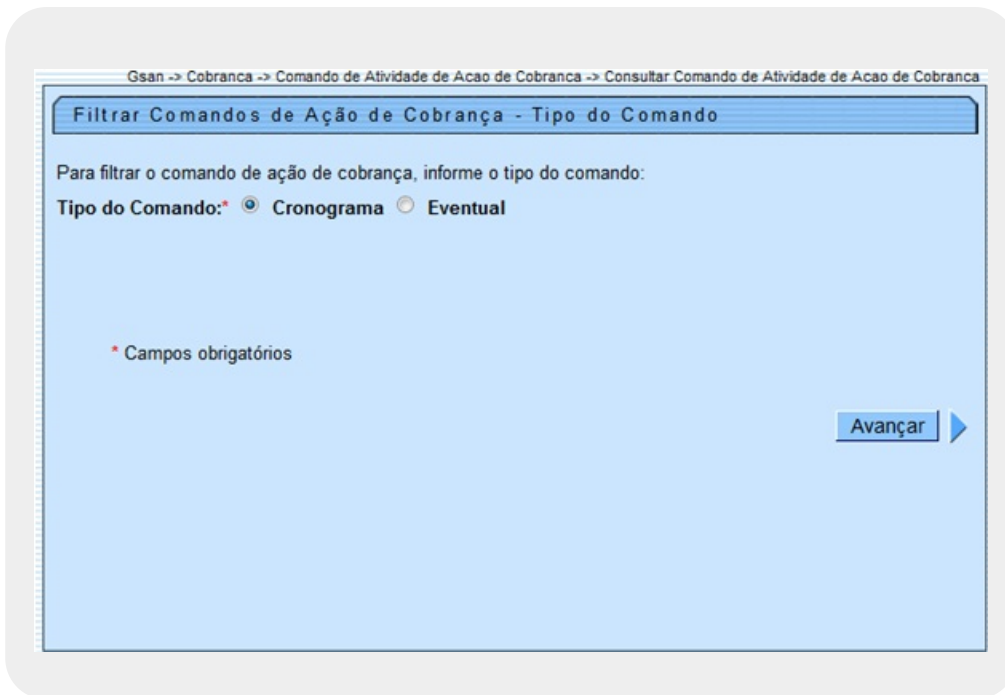 Gsan -> Cobranca -> Comando de Atividade de Acao de Cobranca -> Consultar Comando de Atividade de Acao de Cobranca
Filtrar Comandos de Ação de Cobrança - Tipo do Comando
Para filtrar o comando de ação de cobrança, informe o tipo do comando:
Tipo do Comando:* Cronograma Eventual
* Campos obrigatórios
Avançar